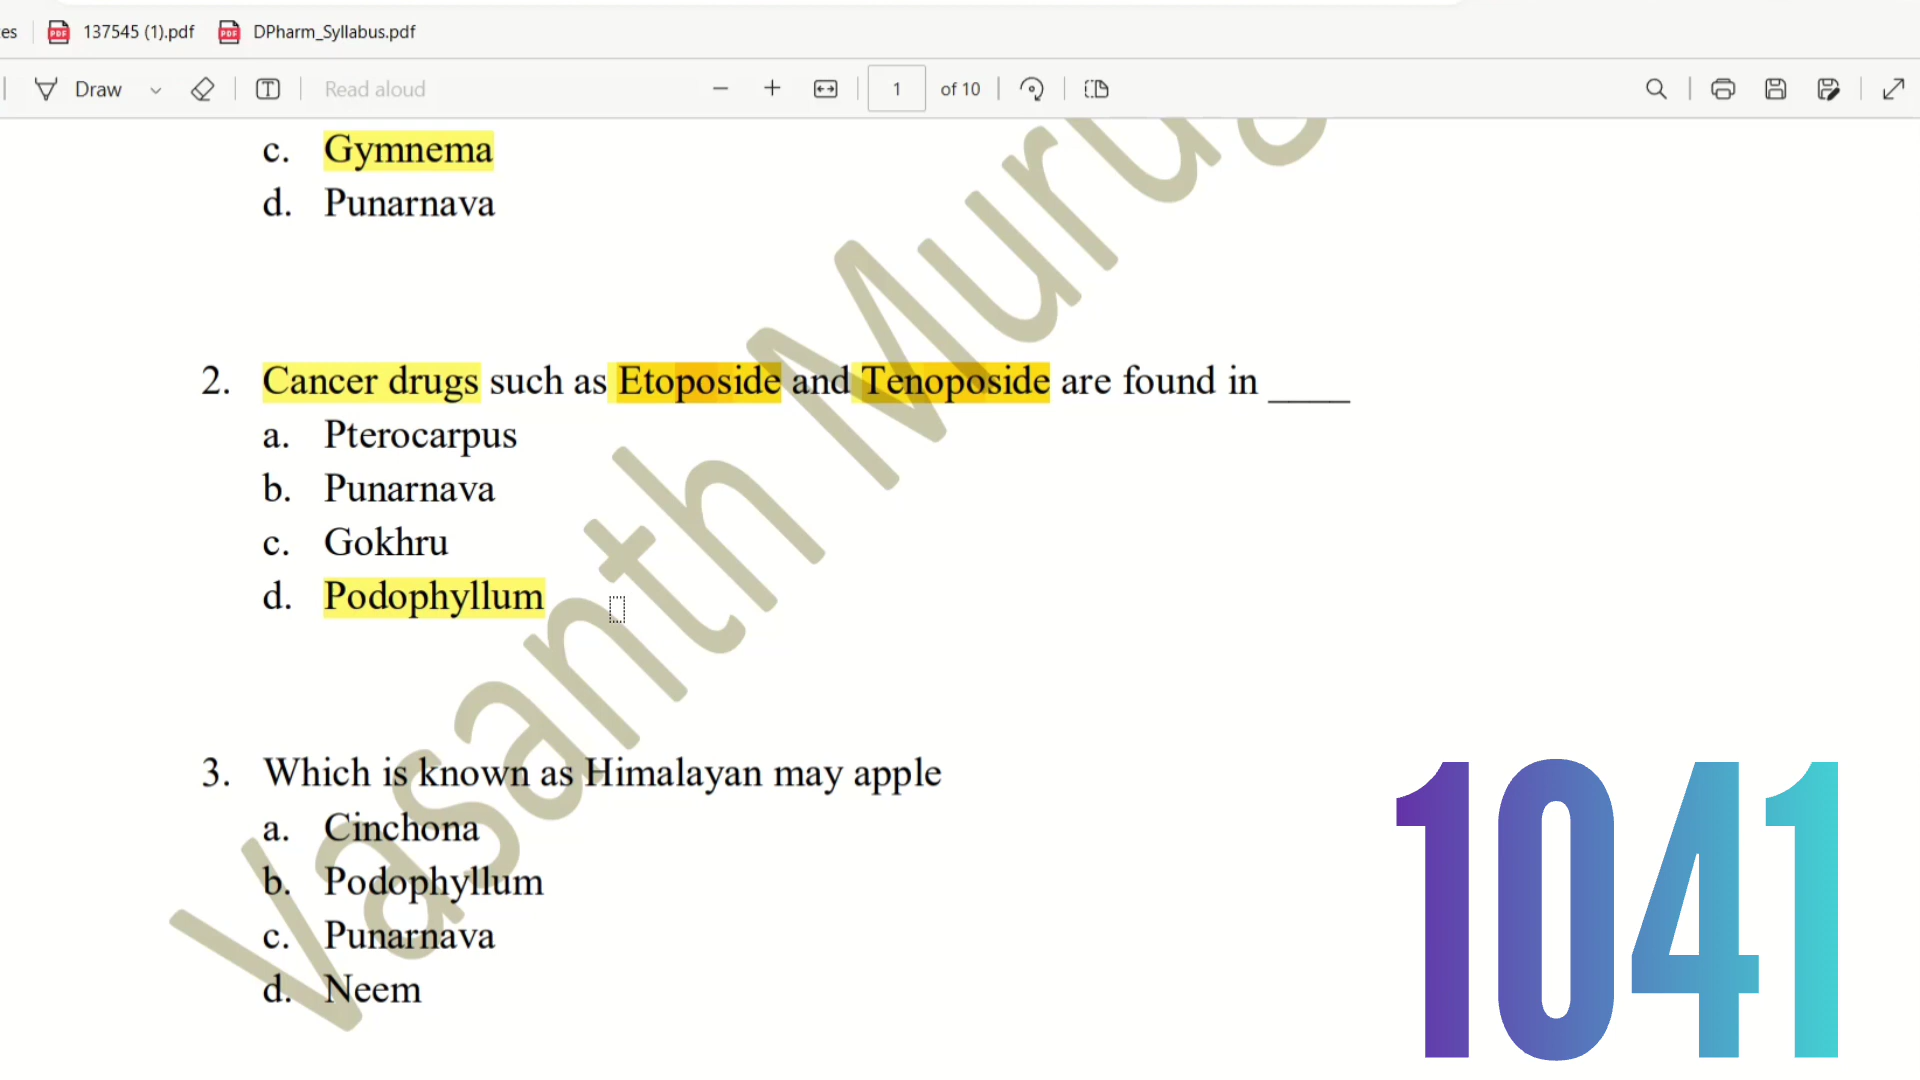 es 137545 (1).pdf DPharm_Syllabus.pdf
Draw Read aloud 1 of 10
c. Gymnema
d. Punarnava
2. Cancer drugs such as Etoposide and Tenoposide are found in ____
a. Pterocarpus
b. Punarnava
c. Gokhru
d. Podophyllum
3. Which is known as Himalayan may apple
a. Cinchona
b. Podophyllum
c. Punarnava
d. Neem
Vasanth Murug
1041